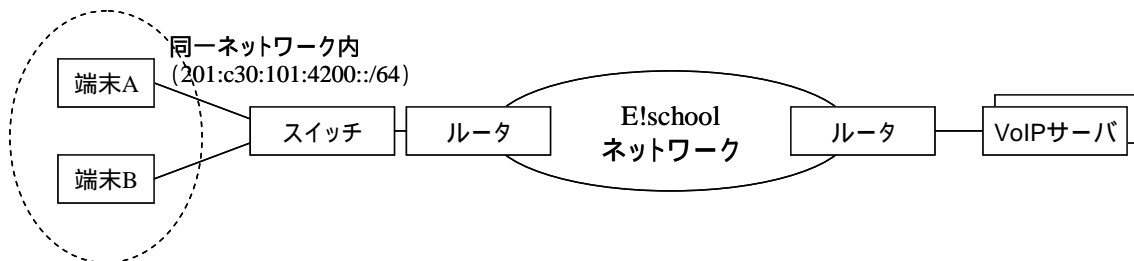 同一ネットワーク内
(201:c30:101:4200::/64)
端末A
端末B
スイッチ
ルータ
E!school
ネットワーク
ルータ
VoIPサーバ